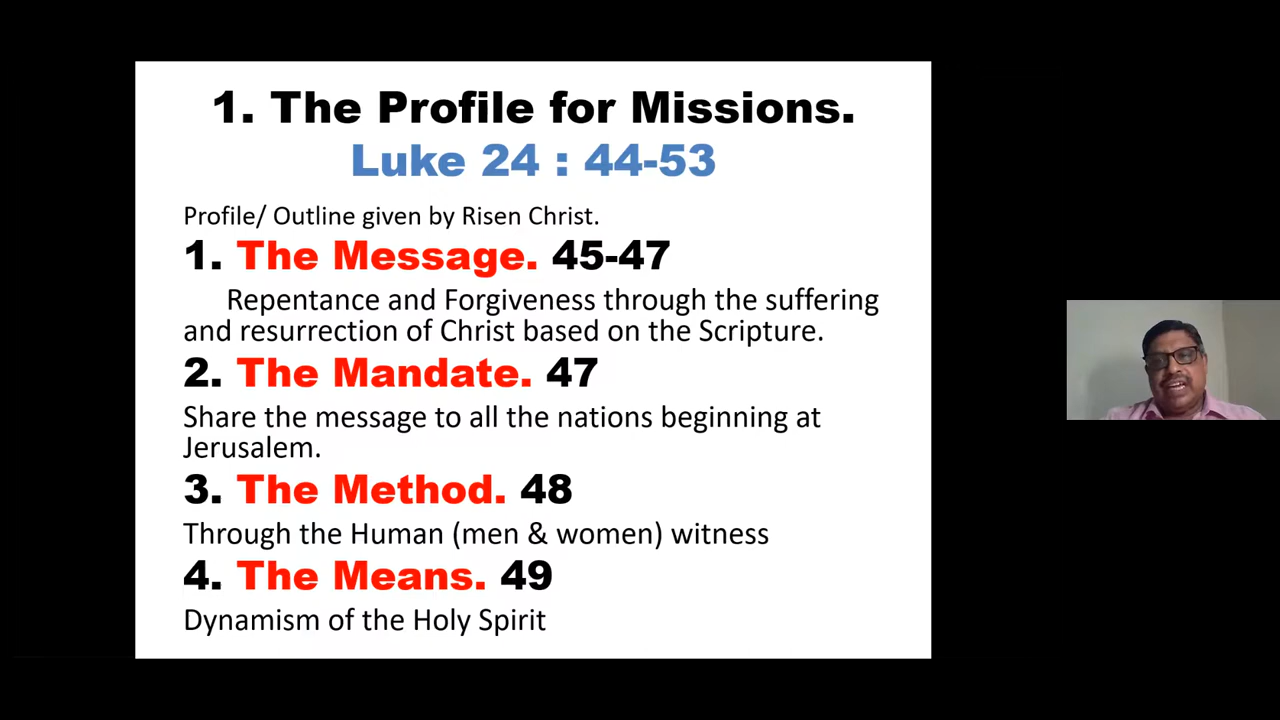 1. The Profile for Missions.
Luke 24 : 44-53
Profile/ Outline given by Risen Christ.
1. The Message. 45-47
Repentance and Forgiveness through the suffering
and resurrection of Christ based on the Scripture.
2. The Mandate. 47
Share the message to all the nations beginning at
Jerusalem.
3. The Method. 48
Through the Human (men & women) witness
4. The Means. 49
Dynamism of the Holy Spirit